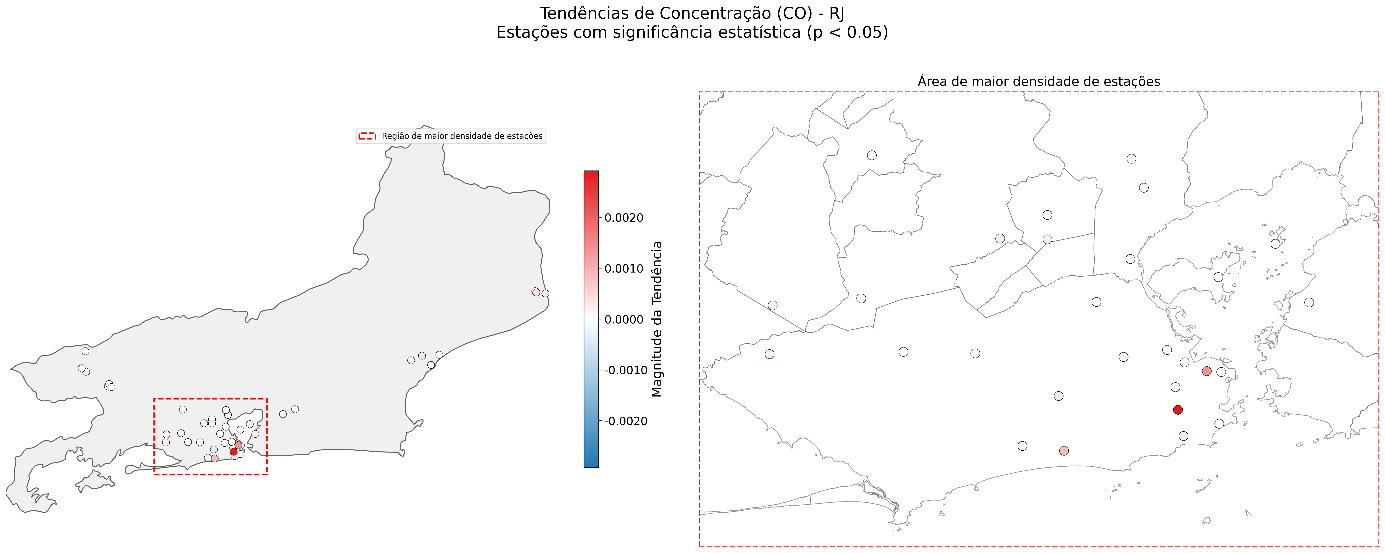 Tendências de Concentração (CO) - RJ
Estações com significância estatística (p < 0.05)
Área de maior densidade de estações
Região de maior densidade de estações
0.0020
0.0010
0.0000
-0.0010
-0.0020
Magnitude da Tendência